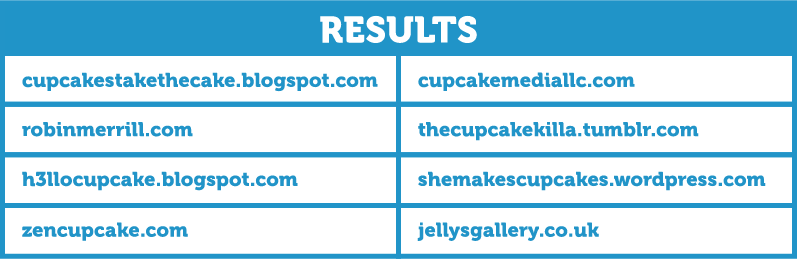 RESULTS
cupcakestakethecake.blogspot.com
cupcakemediallc.com
robinmerrill.com
thecupcakekilla.tumblr.com
h3llocupcake.blogspot.com
shemakescupcakes.wordpress.com
zencupcake.com
jellysgallery.co.uk